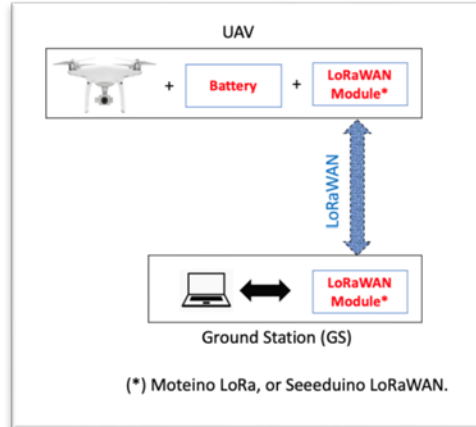 UAV
+ Battery + LoRaWAN
Module*
LoRaWAN
LoRaWAN
Module*
Ground Station (GS)
(*) Moteino LoRa, or Seeeduino LoRaWAN.